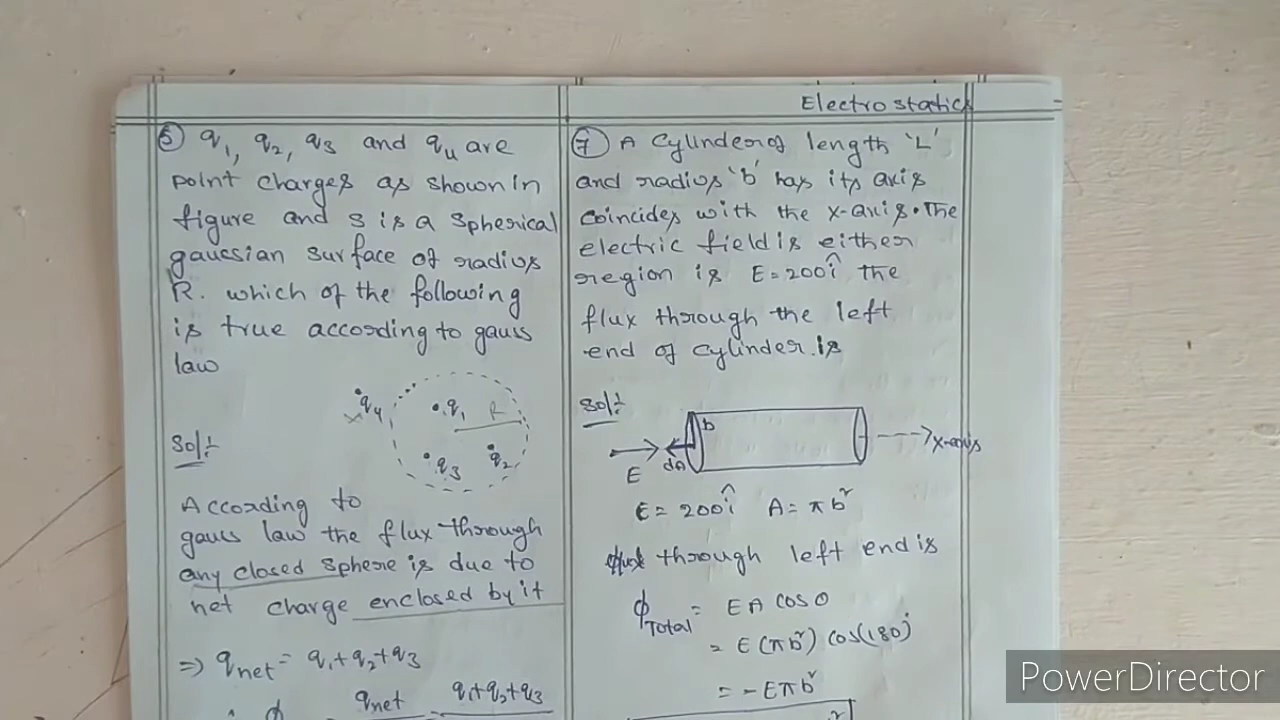 Electrostatics
⑤ q₁, q₂, q₃ and q₄ are
point charges as shown in
figure and S is a spherical
gaussian surface of radius
R. which of the following
is true according to gauss
law
q₄
q₁ R
q₃ q₂
Sol:-
According to
gauss law the flux through
any closed sphere is due to
net charge enclosed by it
⇒ q net = q₁+q₂+q₃
∴ ϕ = qnet = q₁+q₂+q₃
⑦ A Cylinder of length 'L'
and radius 'b' has its axis
coincides with the x-axis. The
electric field is either
region is E = 200î the
flux through the left
end of cylinder is
Sol:-
b
E dA x-axis
E = 200î A = πb²
flux through left end is
ϕ Total = EA cos θ
= E (πb²) cos(180°)
= -Eπb²
PowerDirector